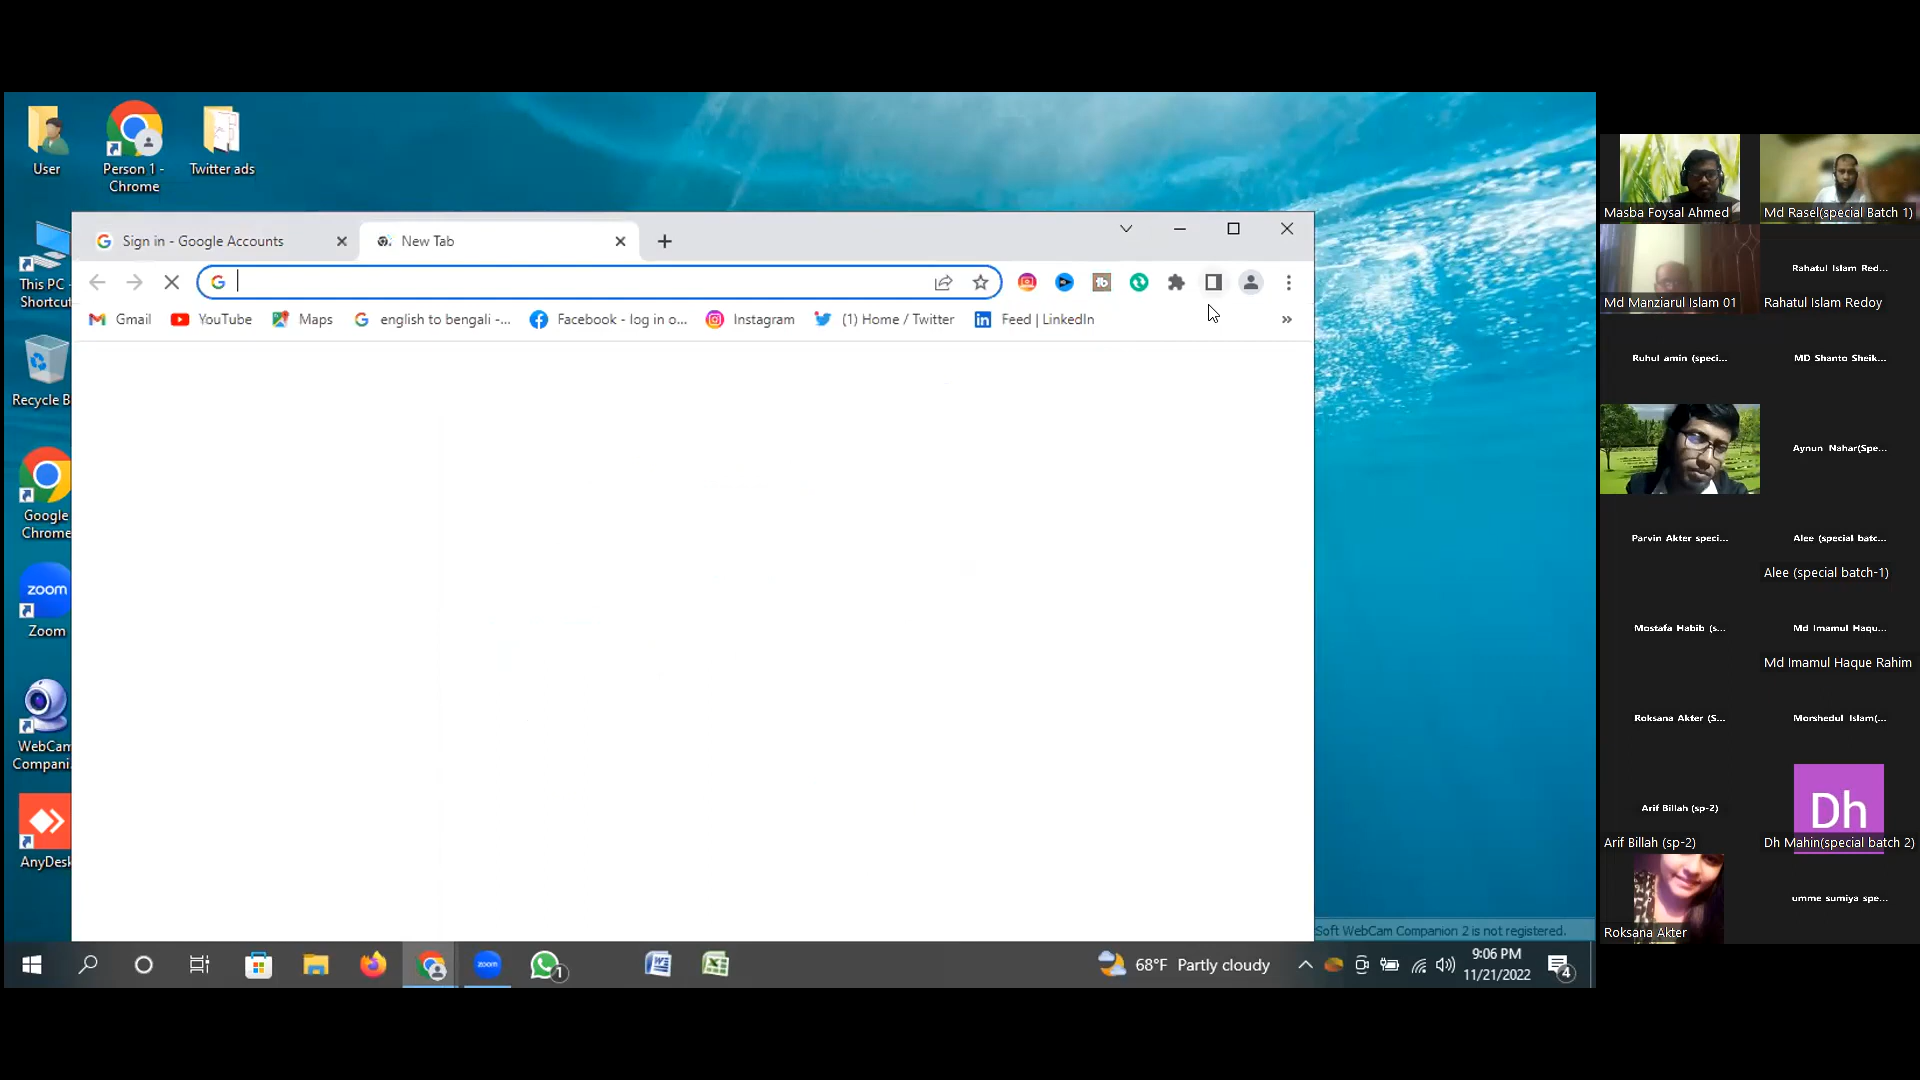 User
Person 1 -
Chrome
Twitter ads
This PC -
Shortcut
Recycle B
Google
Chrome
zoom
Zoom
WebCam
Compani.
AnyDesk
Sign in - Google Accounts
New Tab
Gmail
YouTube
Maps
english to bengali -...
Facebook - log in o...
Instagram
(1) Home / Twitter
in
Feed | LinkedIn
»
tb
Soft WebCam Companion 2 is not registered.
zoom
1
68°F Partly cloudy
9:06 PM
11/21/2022
4
Masba Foysal Ahmed
Md Rasel(special Batch 1)
Md Manziarul Islam 01
Rahatul Islam Red...
Rahatul Islam Redoy
Ruhul amin (speci...
MD Shanto Sheik...
Aynun Nahar(Spe...
Parvin Akter speci...
Alee (special batc...
Alee (special batch-1)
Mostafa Habib (s...
Md Imamul Haqu...
Md Imamul Haque Rahim
Roksana Akter (S...
Morshedul Islam(...
Arif Billah (sp-2)
Arif Billah (sp-2)
Dh
Dh Mahin(special batch 2)
Roksana Akter
umme sumiya spe...